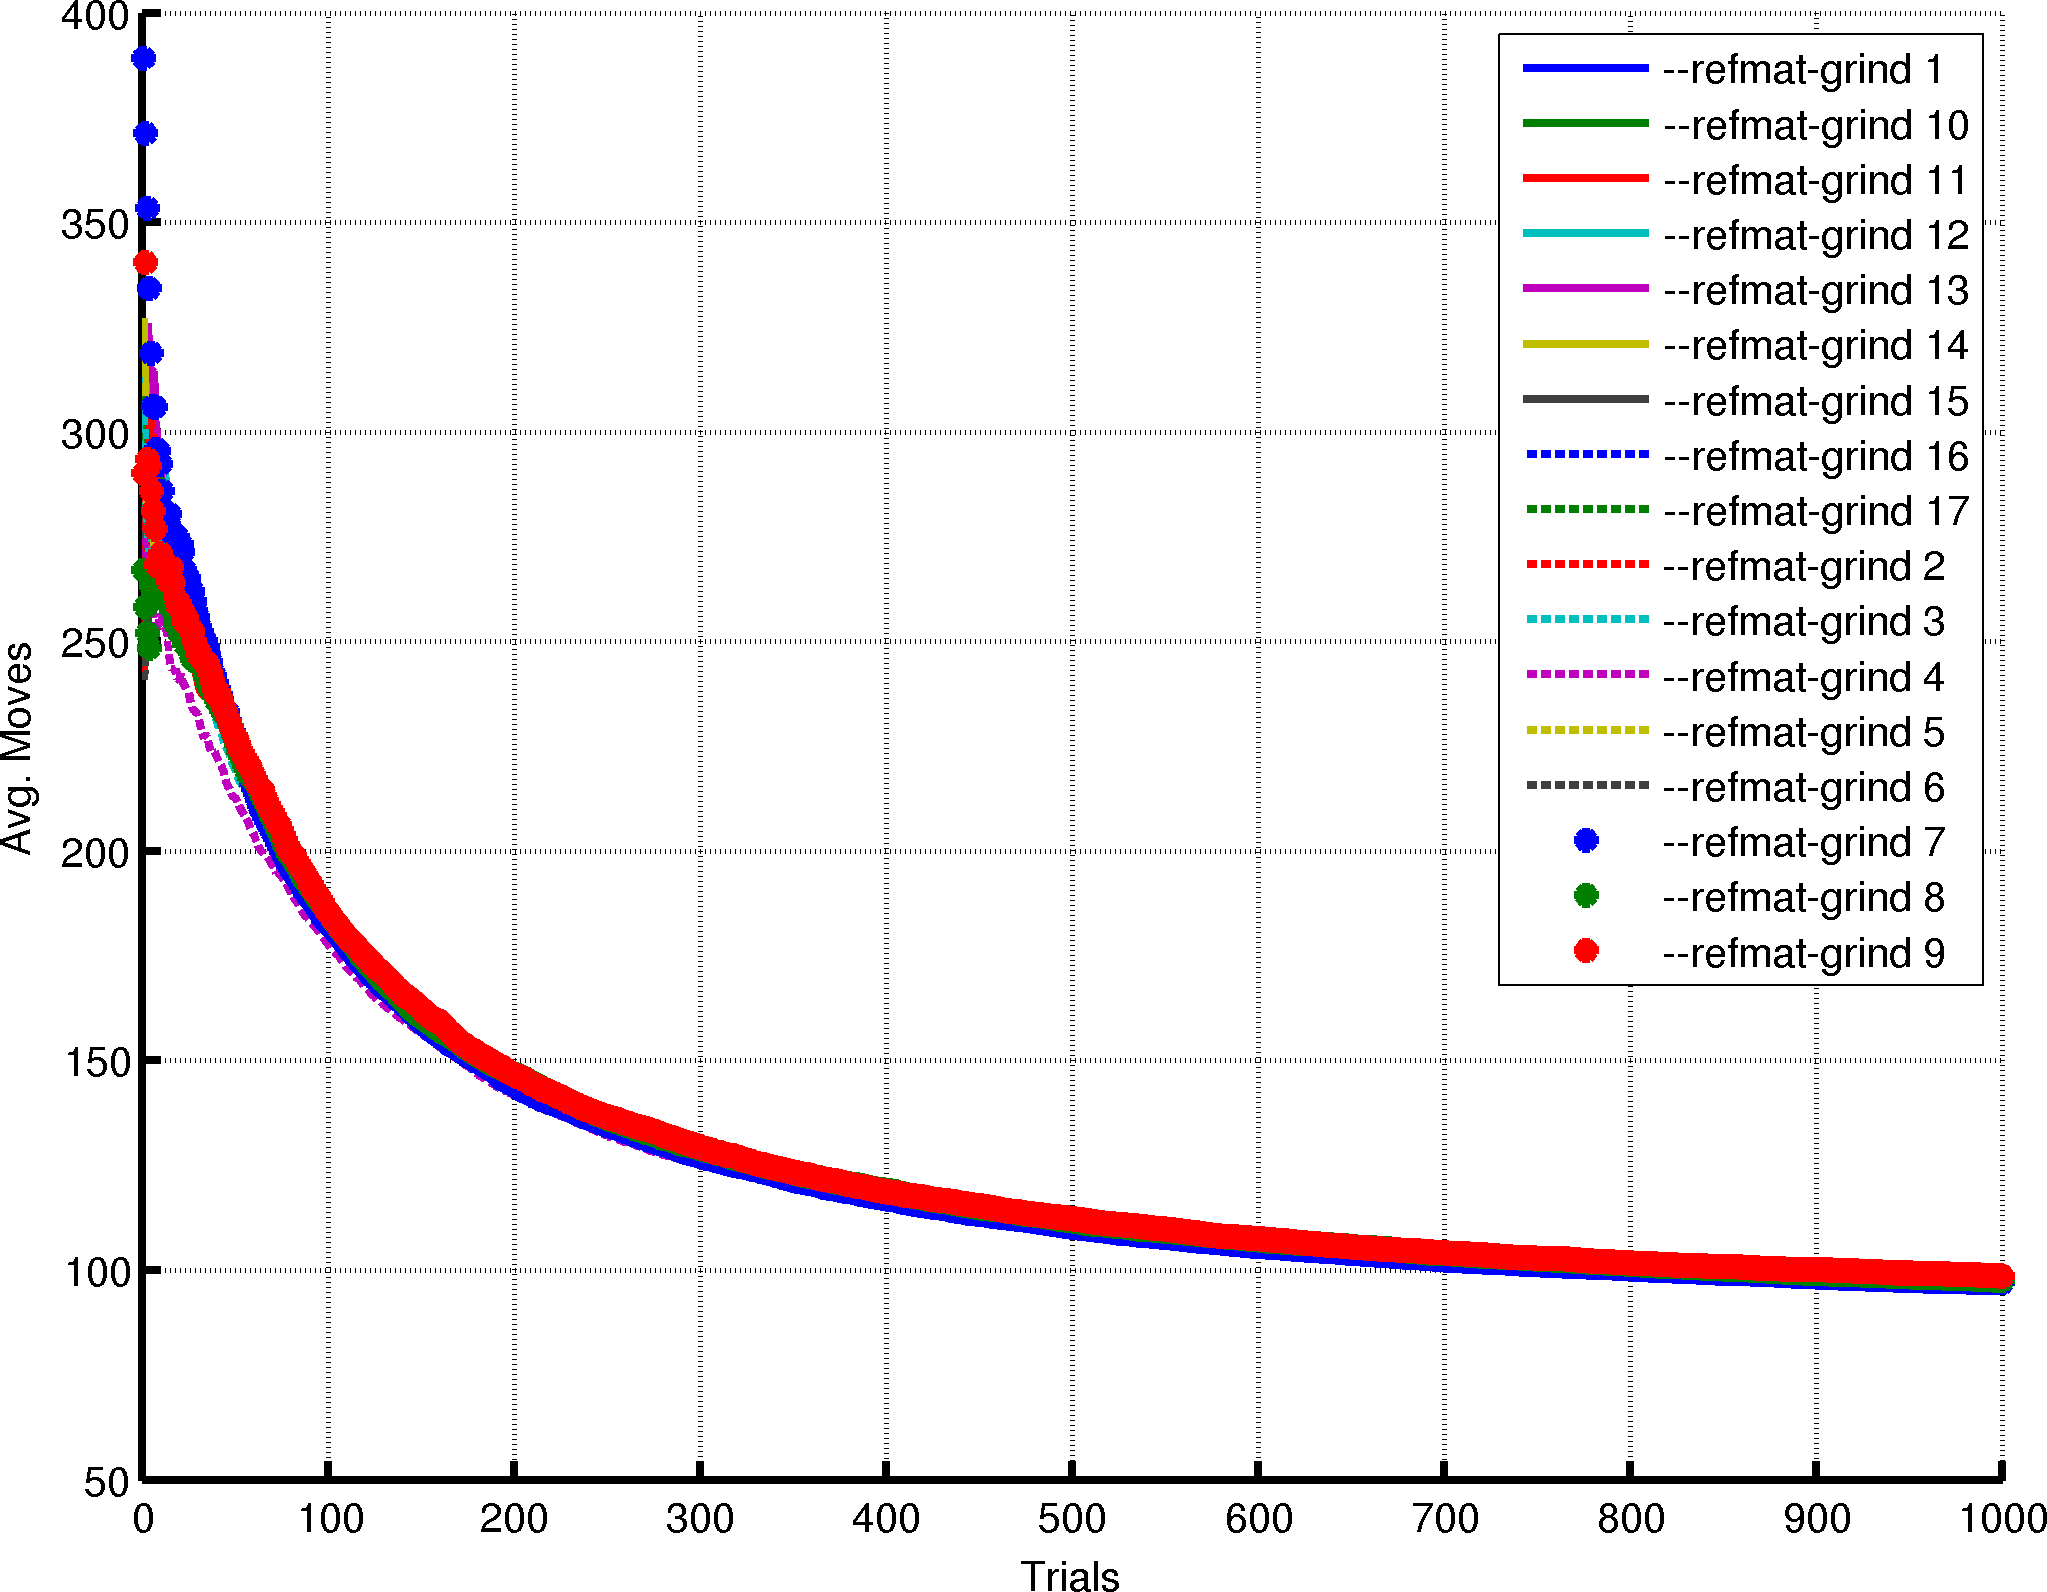 400
350
300
250
200
150
100
50
Avg. Moves
0 100 200 300 400 500 600 700 800 900 1000
Trials
--refmat-grind 1
--refmat-grind 10
--refmat-grind 11
--refmat-grind 12
--refmat-grind 13
--refmat-grind 14
--refmat-grind 15
--refmat-grind 16
--refmat-grind 17
--refmat-grind 2
--refmat-grind 3
--refmat-grind 4
--refmat-grind 5
--refmat-grind 6
--refmat-grind 7
--refmat-grind 8
--refmat-grind 9